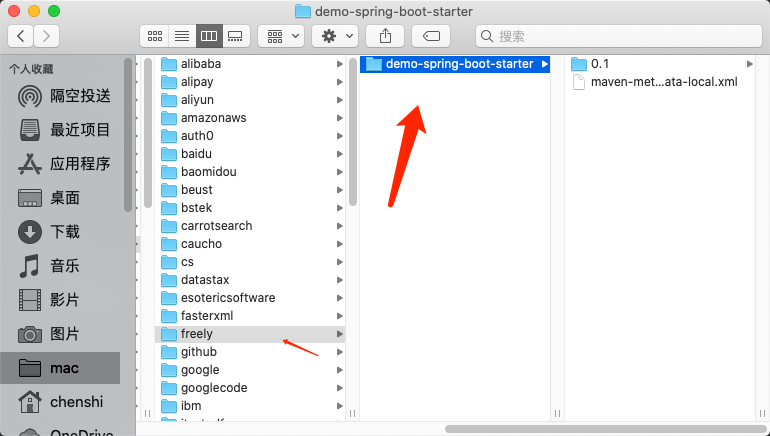 demo-spring-boot-starter
搜索
个人收藏
隔空投送
最近项目
应用程序
桌面
下载
音乐
影片
图片
mac
chenshi
OneDrive
alibaba
alipay
aliyun
amazonaws
auth0
baidu
baomidou
beust
bstek
carrotsearch
caucho
cs
datastax
esotericsoftware
fasterxml
freely
github
google
googlecode
ibm
demo-spring-boot-starter
0.1
maven-met...ata-local.xml